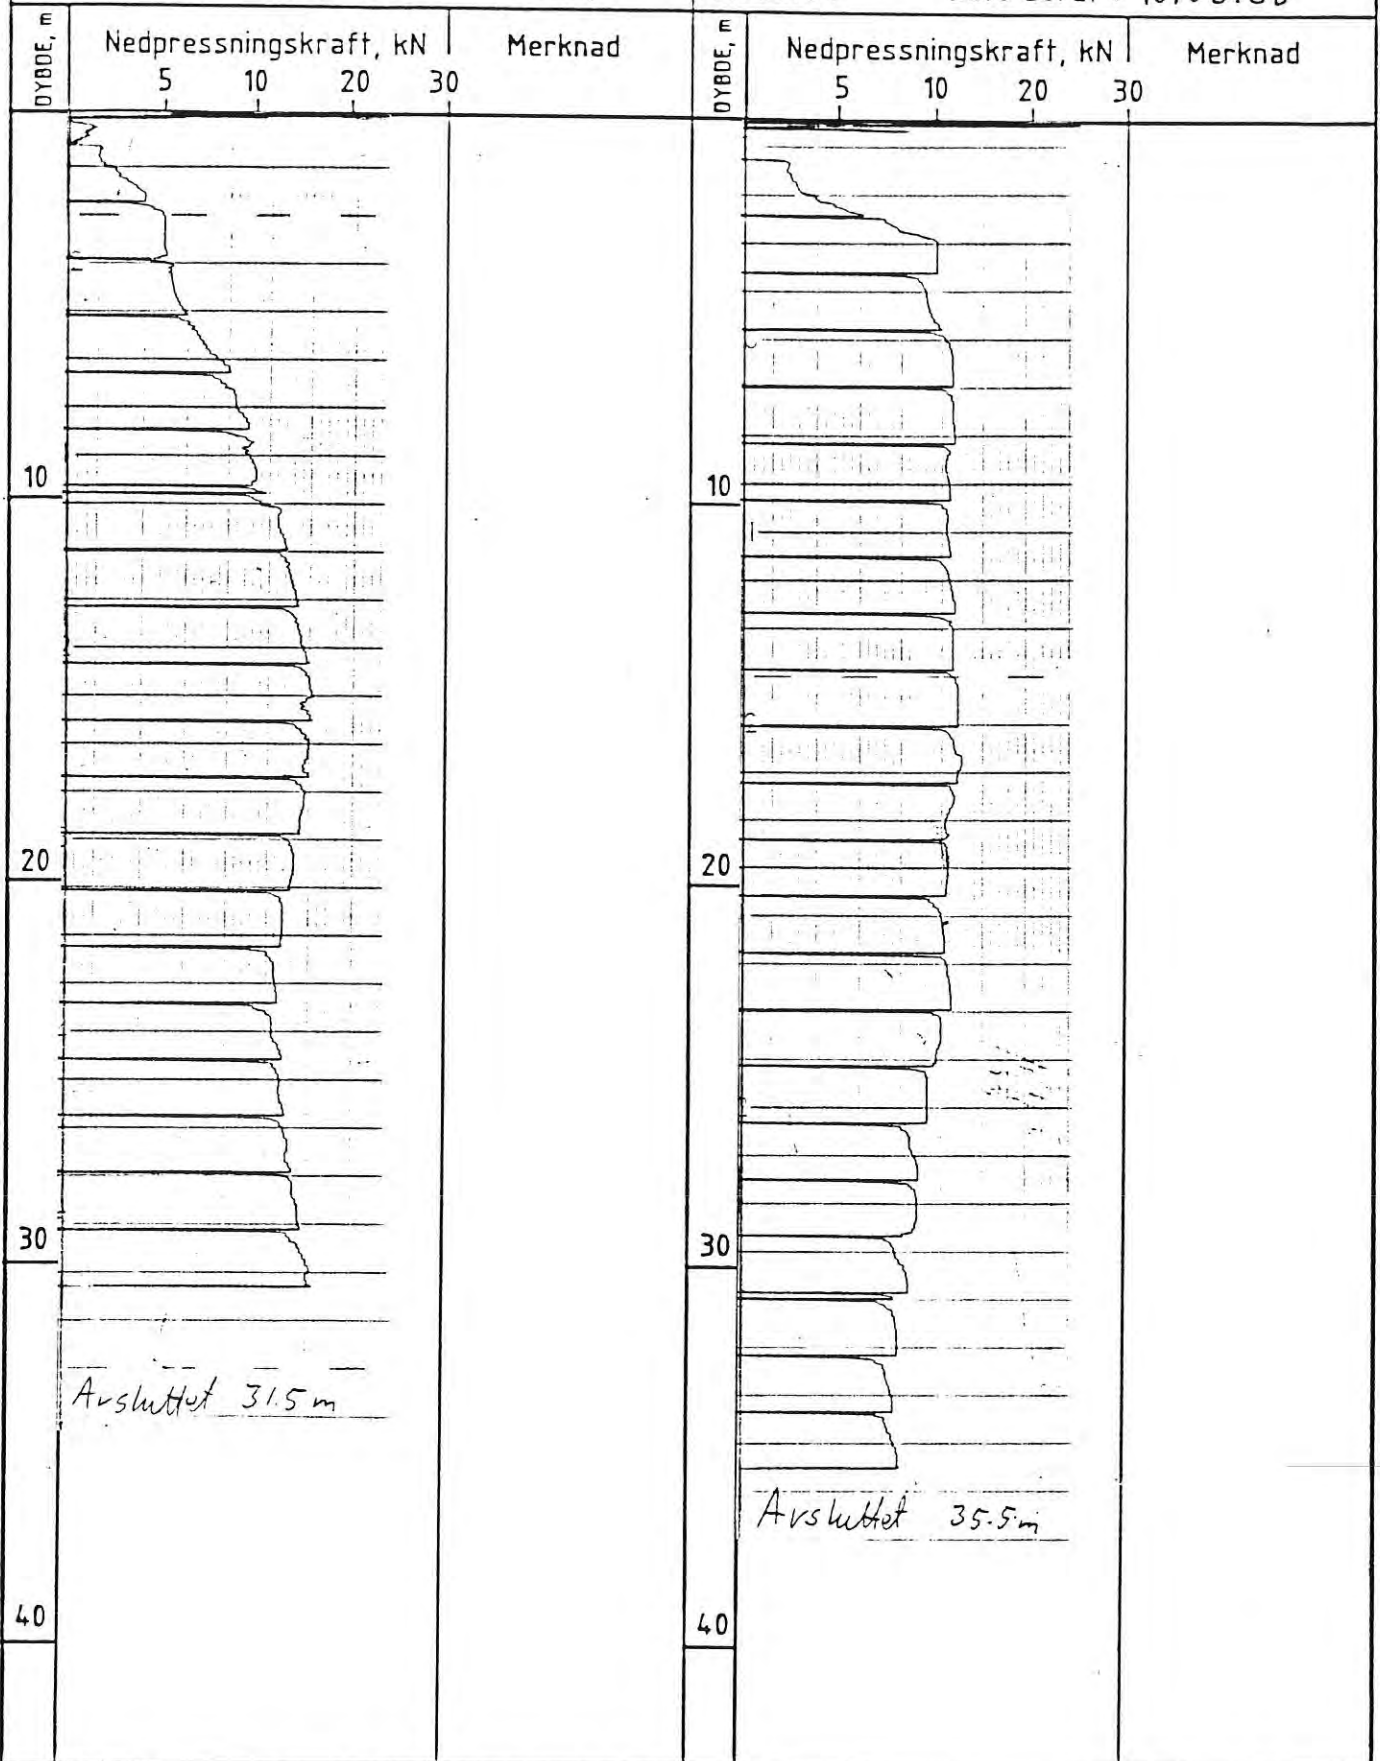 DYBDE, m
Nedpressningskraft, kN
Merknad
5 10 20 30
10
20
30
Avsluttet 31.5 m
40
DYBDE, m
Nedpressningskraft, kN
Merknad
5 10 20 30
10
20
30
Avsluttet 35.5 m
40